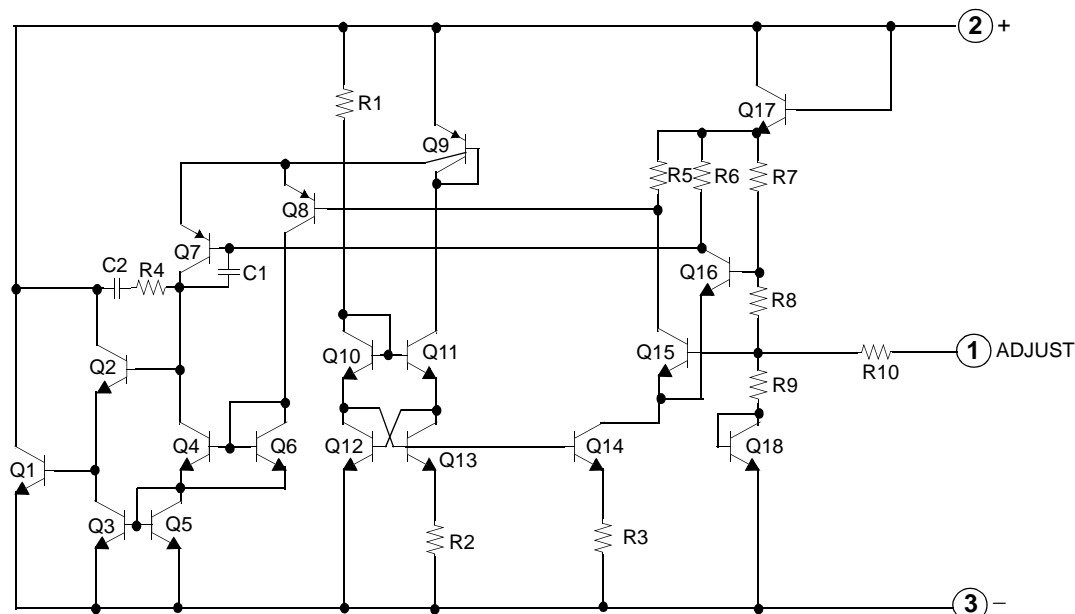 2 +
R1
Q17
Q9
R5 R6 R7
Q8
Q7
C2 R4 C1
Q16
R8
Q10 Q11 Q15
1 ADJUST
R10
Q2
R9
Q4 Q6
Q12 Q13 Q14 Q18
Q1
Q3 Q5
R2 R3
3 –